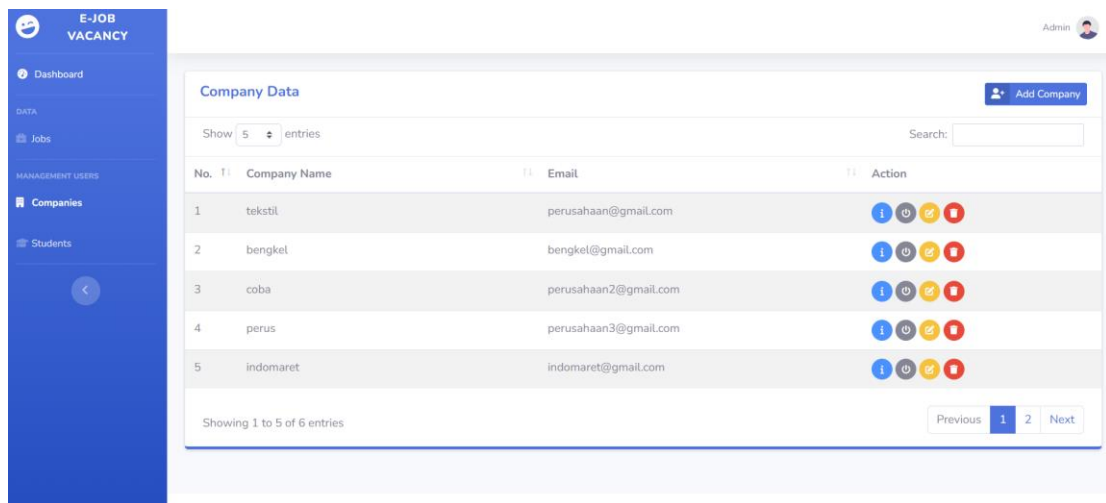 E-JOB
VACANCY
Admin
Dashboard
DATA
Jobs
MANAGEMENT USERS
Companies
Students
Company Data
Add Company
Show 5 entries
Search:
No. Company Name Email Action
1 tekstil perusahaan@gmail.com
2 bengkel bengkel@gmail.com
3 coba perusahaan2@gmail.com
4 perus perusahaan3@gmail.com
5 indomaret indomaret@gmail.com
Showing 1 to 5 of 6 entries
Previous 1 2 Next